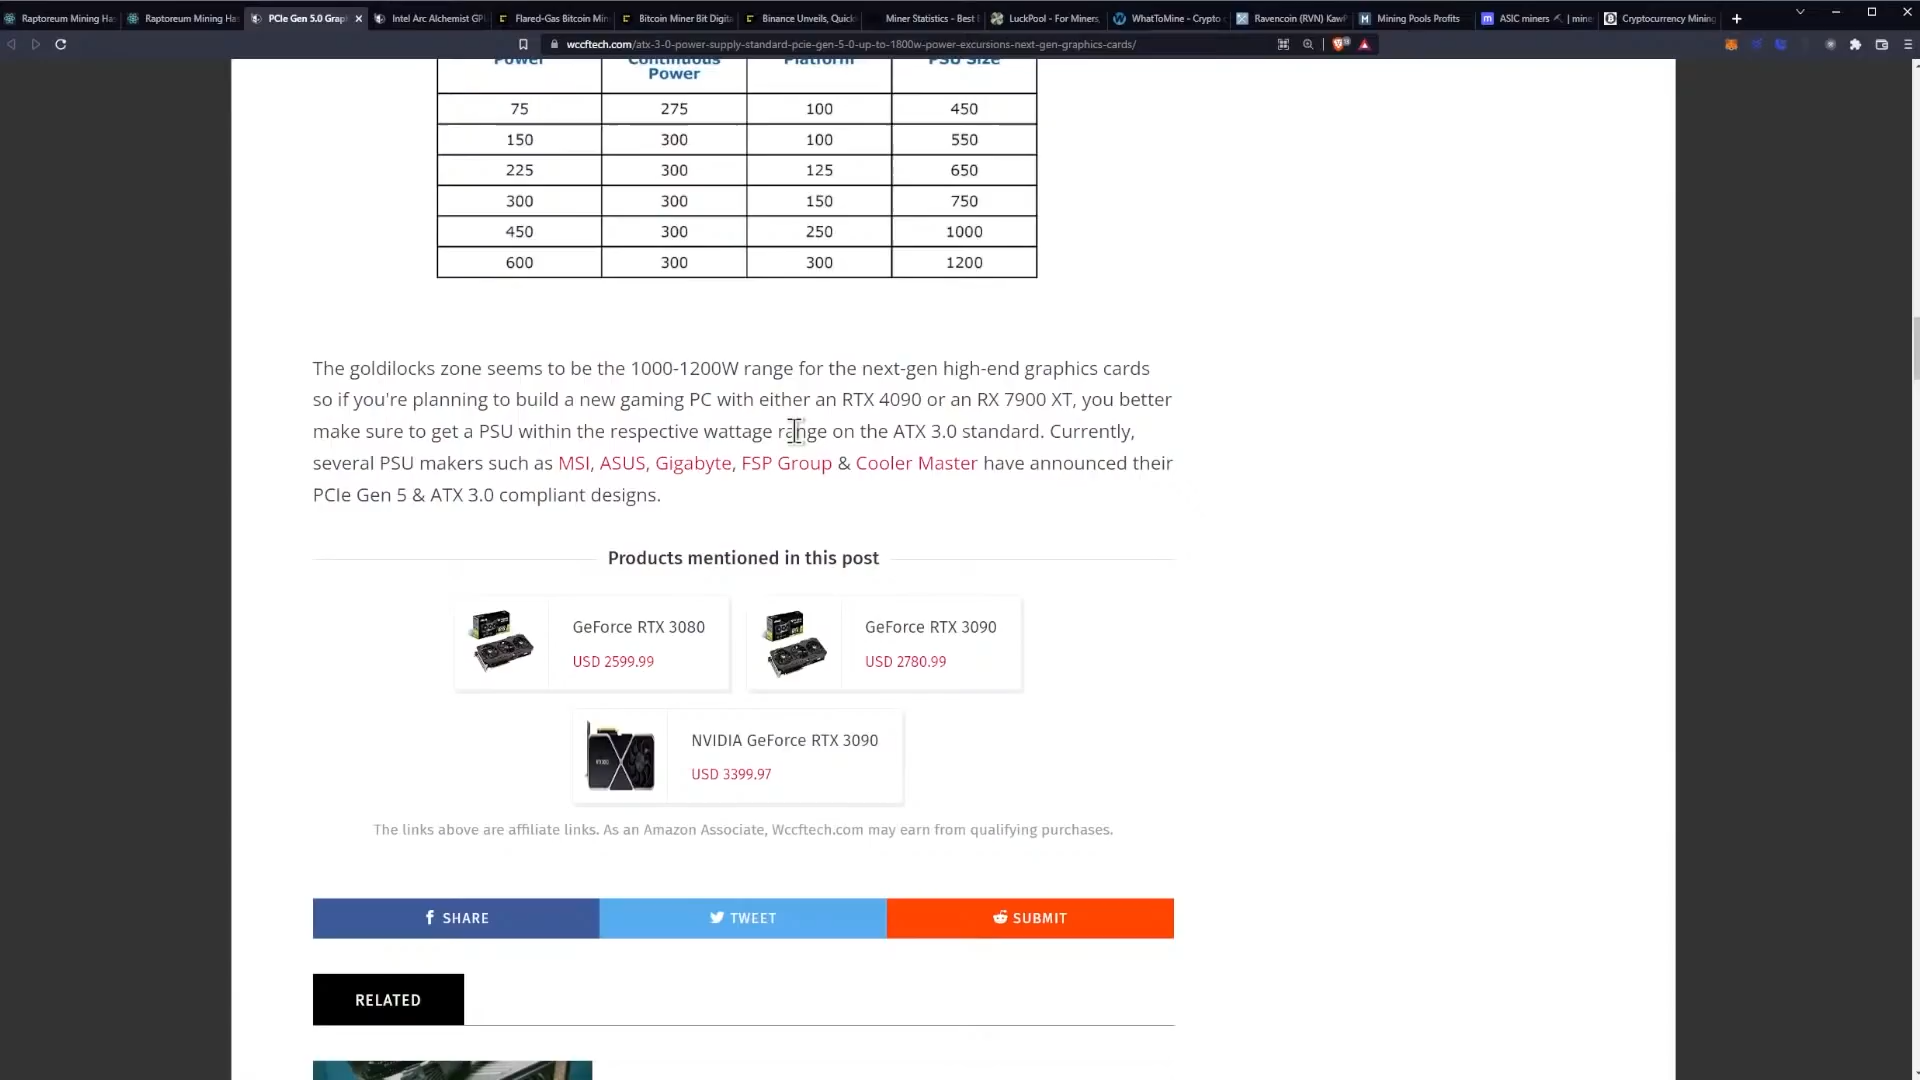 Raptoreum Mining Ha
Raptoreum Mining Ha
PCIe Gen 5.0 Grap
Intel Arc Alchemist GP
Flared-Gas Bitcoin Min
Bitcoin Miner Bit Digita
Binance Unveils, Quick
Miner Statistics - Best
LuckPool - For Miners,
WhatToMine - Crypto
Ravencoin (RVN) Kaw
Mining Pools Profits
ASIC miners
mine
Cryptocurrency Mining
wccftech.com/atx-3-0-power-supply-standard-pcie-gen-5-0-up-to-1800w-power-excursions-next-gen-graphics-cards/
Power Continuous Power Platform PSU Size
75 275 100 450
150 300 100 550
225 300 125 650
300 300 150 750
450 300 250 1000
600 300 300 1200
The goldilocks zone seems to be the 1000-1200W range for the next-gen high-end graphics cards
so if you're planning to build a new gaming PC with either an RTX 4090 or an RX 7900 XT, you better
make sure to get a PSU within the respective wattage range on the ATX 3.0 standard. Currently,
several PSU makers such as MSI, ASUS, Gigabyte, FSP Group & Cooler Master have announced their
PCIe Gen 5 & ATX 3.0 compliant designs.
Products mentioned in this post
GeForce RTX 3080
USD 2599.99
GeForce RTX 3090
USD 2780.99
NVIDIA GeForce RTX 3090
USD 3399.97
The links above are affiliate links. As an Amazon Associate, Wccftech.com may earn from qualifying purchases.
SHARE
TWEET
SUBMIT
RELATED